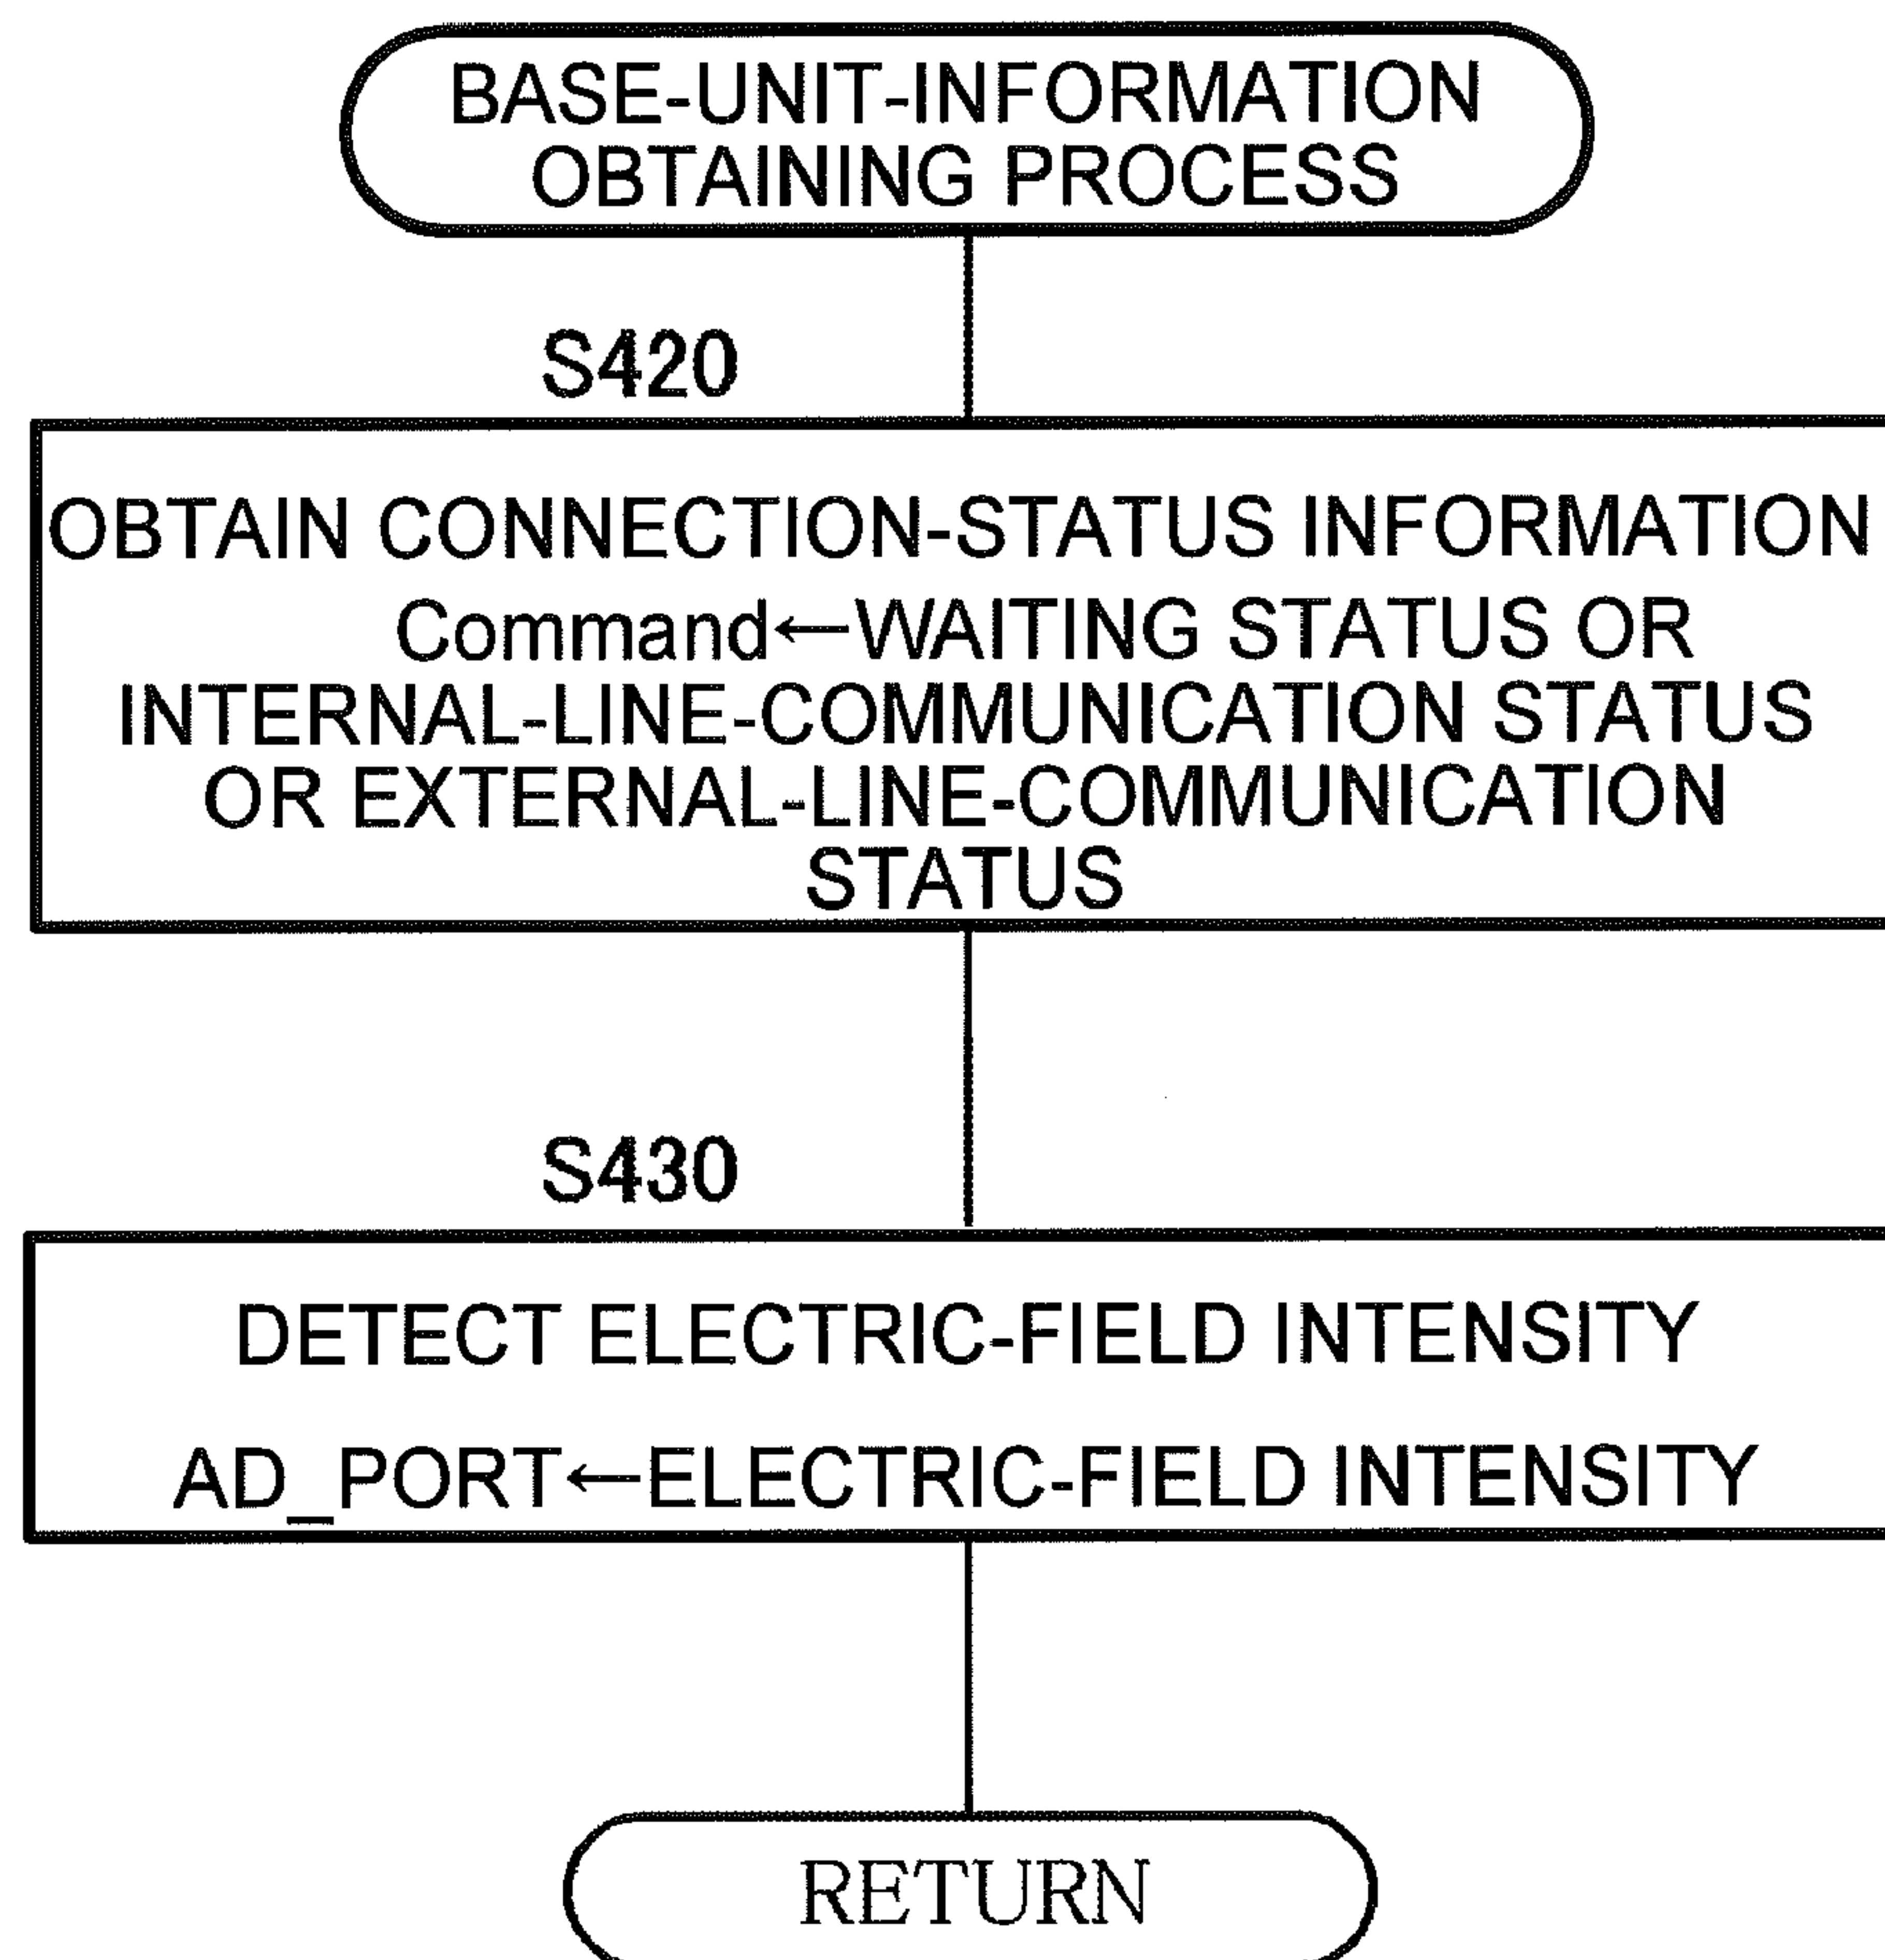 BASE-UNIT-INFORMATION
OBTAINING PROCESS
S420
OBTAIN CONNECTION-STATUS INFORMATION
Command←WAITING STATUS OR
INTERNAL-LINE-COMMUNICATION STATUS
OR EXTERNAL-LINE-COMMUNICATION
STATUS
S430
DETECT ELECTRIC-FIELD INTENSITY
AD_PORT←ELECTRIC-FIELD INTENSITY
RETURN